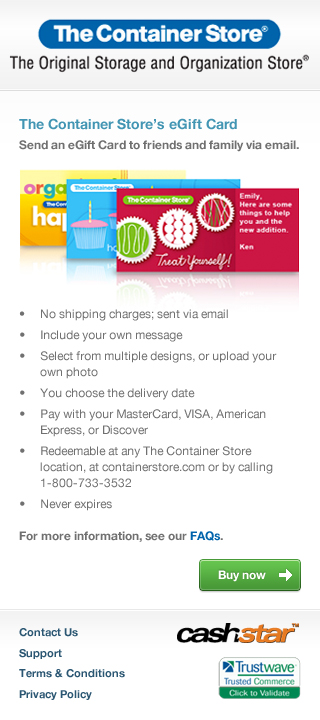 The Container Store®
The Original Storage and Organization Store®
The Container Store's eGift Card
Send an eGift Card to friends and family via email.
orga
The Container Store
hap
The Container Store®
Emily,
Here are some
things to help
you and the
new addition.
Ken
Treat Yourself!
• No shipping charges; sent via email
• Include your own message
• Select from multiple designs, or upload your
own photo
• You choose the delivery date
• Pay with your MasterCard, VISA, American
Express, or Discover
• Redeemable at any The Container Store
location, at containerstore.com or by calling
1-800-733-3532
• Never expires
For more information, see our FAQs.
Buy now
Contact Us
Support
Terms & Conditions
Privacy Policy
cashstar™
Trustwave®
Trusted Commerce
Click to Validate